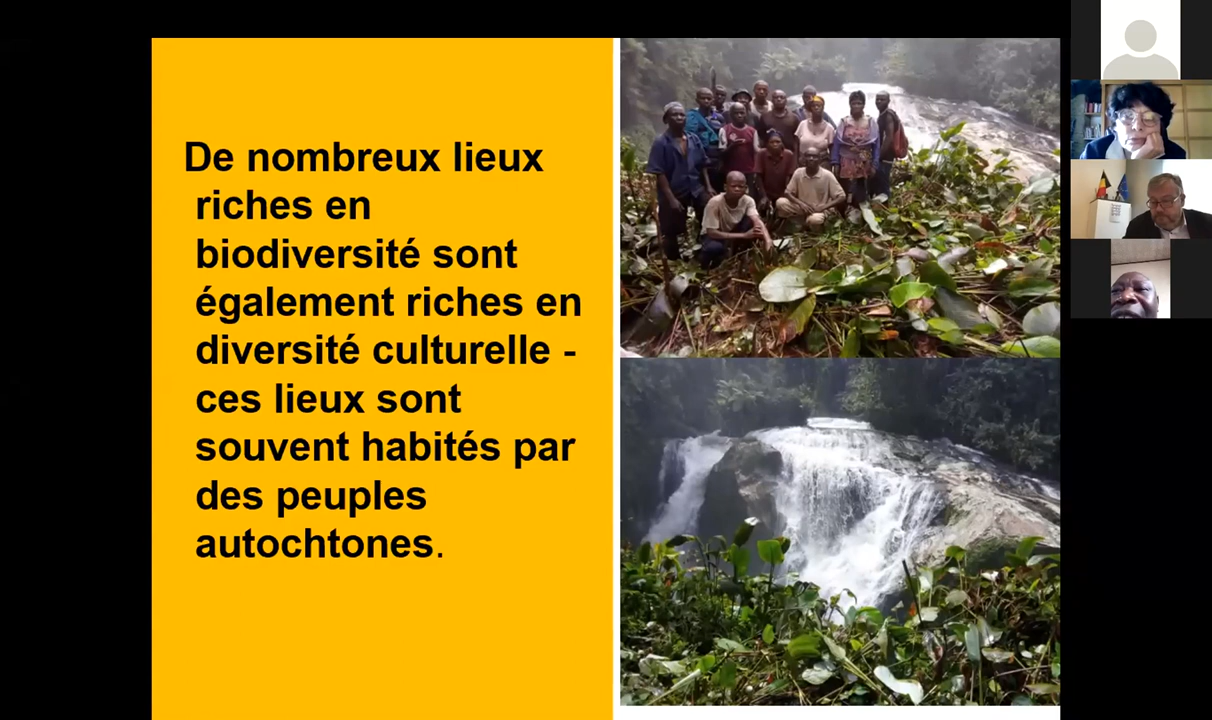 De nombreux lieux
riches en
biodiversité sont
également riches en
diversité culturelle -
ces lieux sont
souvent habités par
des peuples
autochtones.